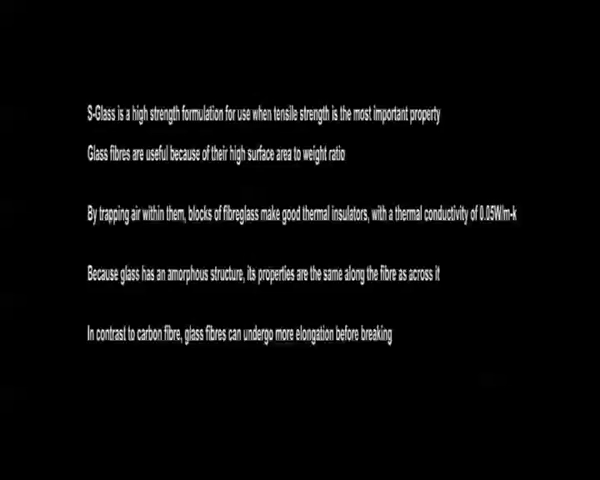 S-Glass is a high strength formulation for use when tensile strength is the most important property
Glass fibres are useful because of their high surface area to weight ratio
By trapping air within them, blocks of fibreglass make good thermal insulators, with a thermal conductivity of 0.05W/m-k
Because glass has an amorphous structure, its properties are the same along the fibre as across it
In contrast to carbon fibre, glass fibres can undergo more elongation before breaking